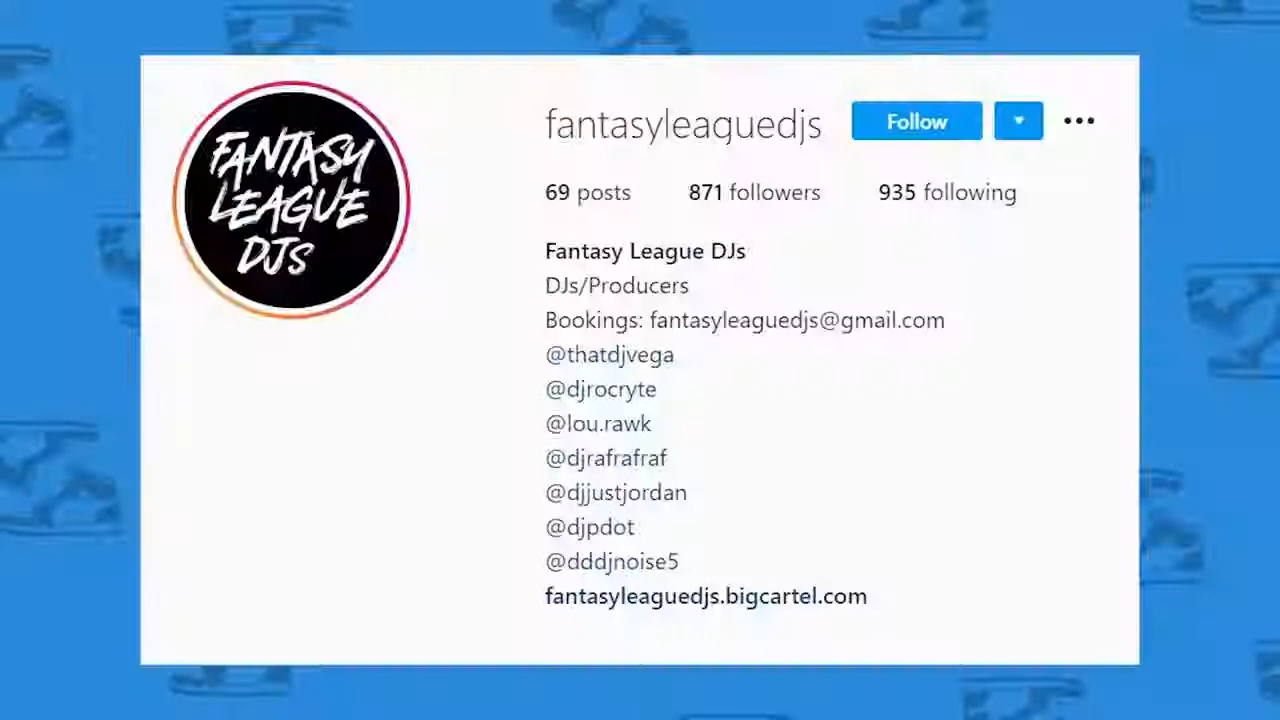 FANTASY
LEAGUE
DJS
fantasyleaguedjs Follow
69 posts 871 followers 935 following
Fantasy League DJs
DJs/Producers
Bookings: fantasyleaguedjs@gmail.com
@thatdjvega
@djrocryte
@lou.rawk
@djrafrafraf
@djjustjordan
@djpdot
@dddjnoise5
fantasyleaguedjs.bigcartel.com